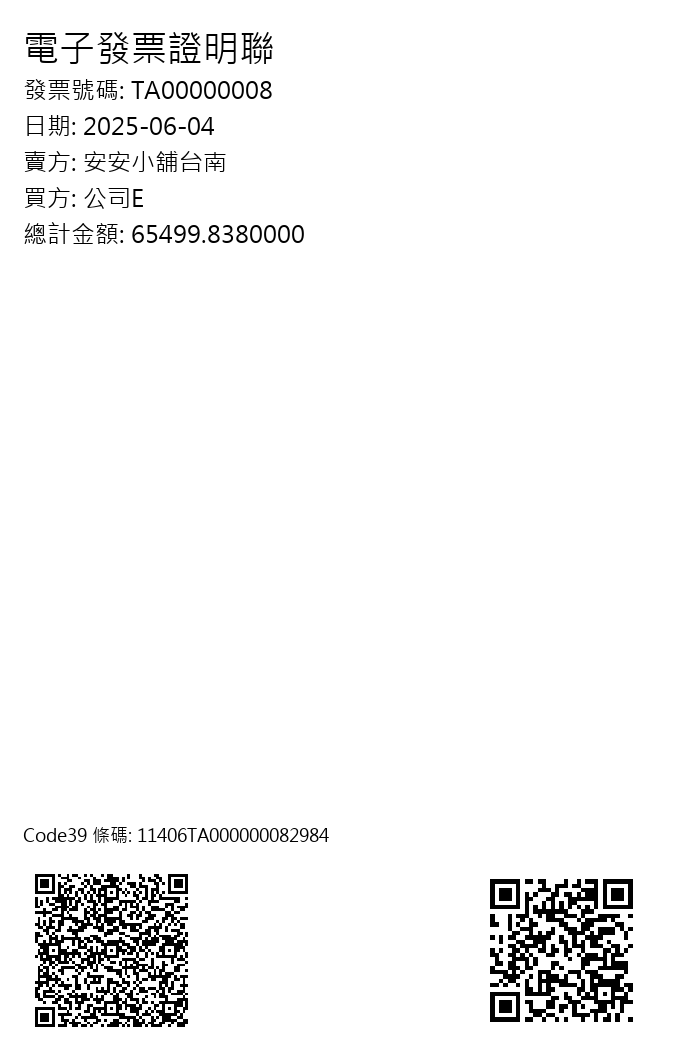 電子發票證明聯
發票號碼: TA00000008
日期: 2025-06-04
賣方: 安安小舖台南
買方: 公司E
總計金額: 65499.8380000
Code39 條碼: 11406TA000000082984